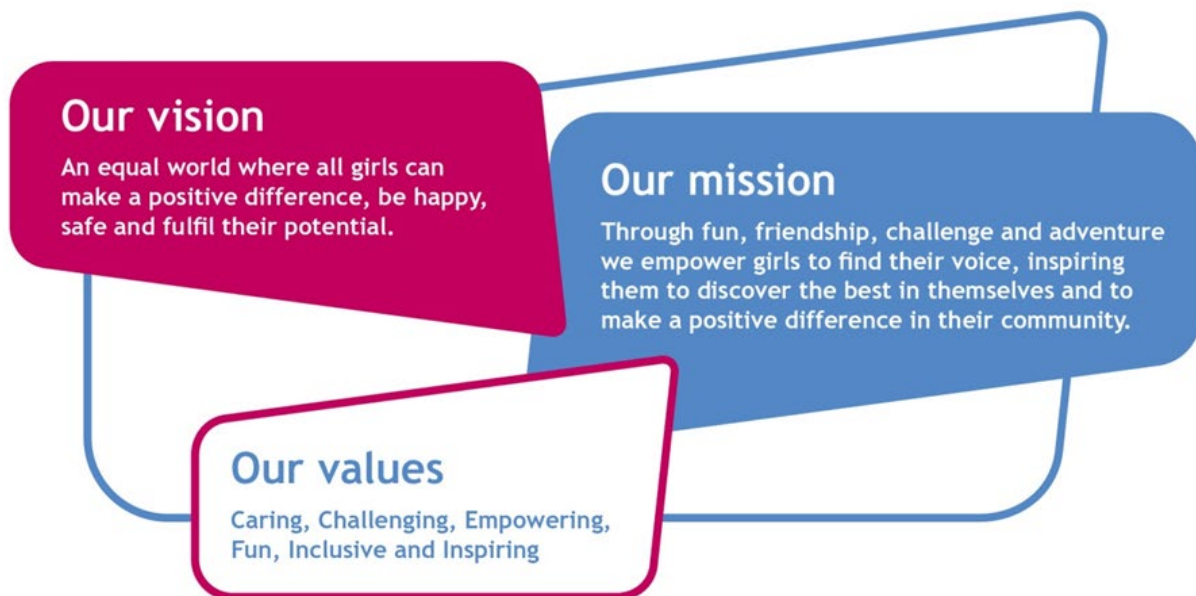 Our vision
An equal world where all girls can
make a positive difference, be happy,
safe and fulfil their potential.
Our mission
Through fun, friendship, challenge and adventure
we empower girls to find their voice, inspiring
them to discover the best in themselves and to
make a positive difference in their community.
Our values
Caring, Challenging, Empowering,
Fun, Inclusive and Inspiring